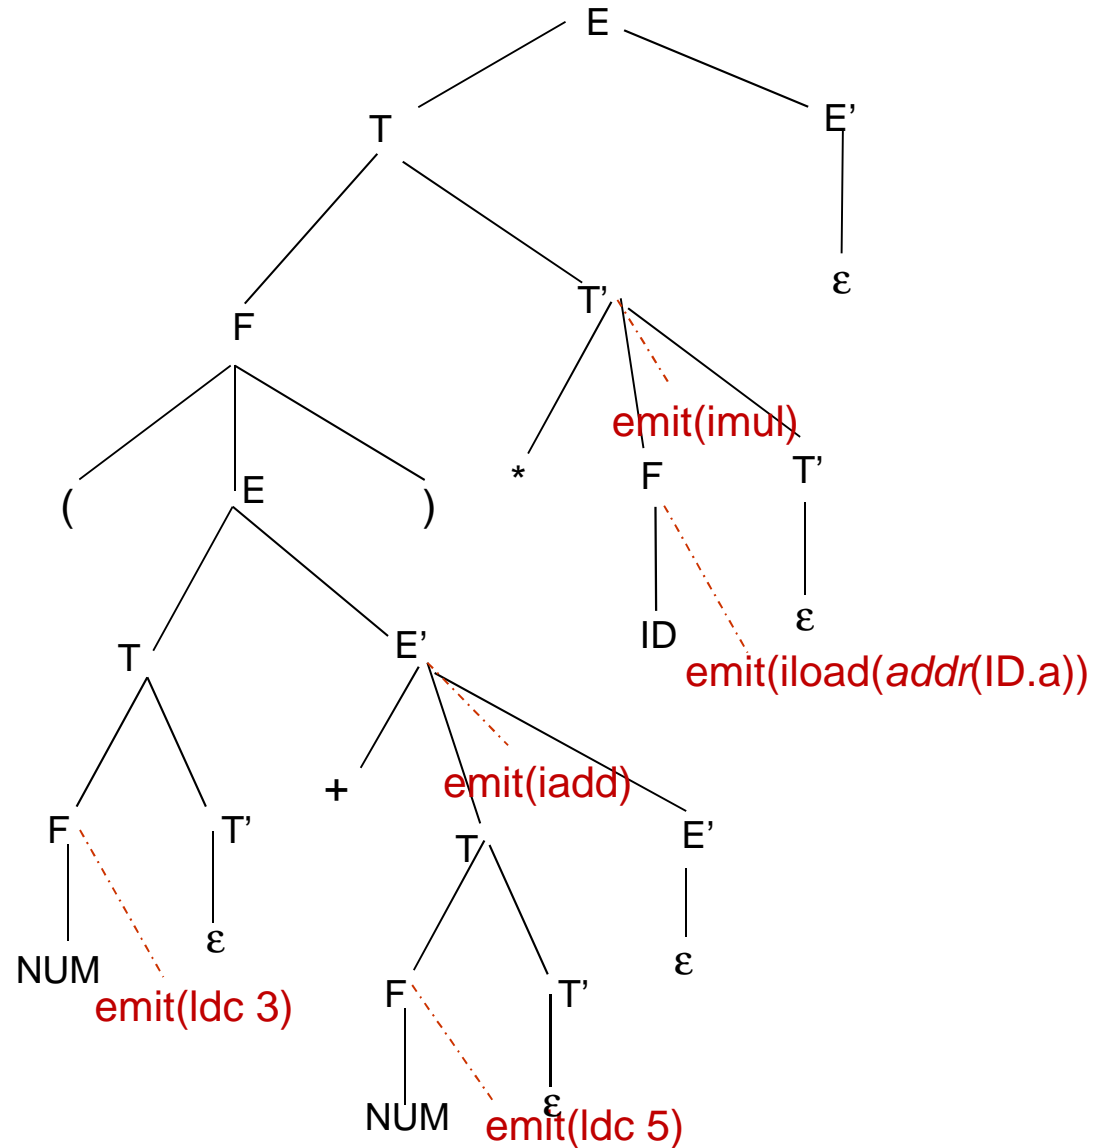 E
T E’
ε
F T’
emit(imul)
* F T’
( E )
ε
ID
T E’ emit(iload(addr(ID.a))
+ emit(iadd)
F T’ T E’
ε ε
NUM
emit(ldc 3) F T’
ε
NUM emit(ldc 5)